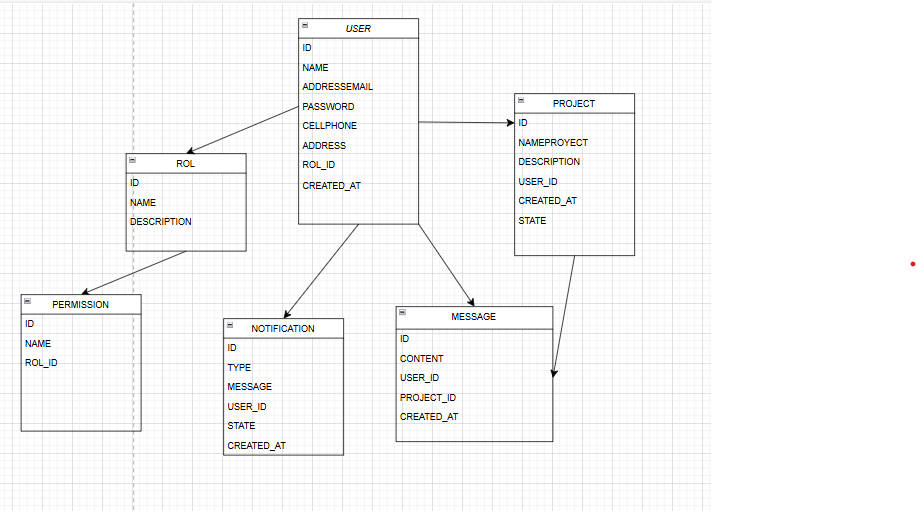 USER
ID
NAME
ADDRESSEMAIL
PASSWORD
CELLPHONE
ADDRESS
ROL_ID
CREATED_AT
PROJECT
ID
NAMEPROYECT
DESCRIPTION
USER_ID
CREATED_AT
STATE
ROL
ID
NAME
DESCRIPTION
PERMISSION
ID
NAME
ROL_ID
NOTIFICATION
ID
TYPE
MESSAGE
USER_ID
STATE
CREATED_AT
MESSAGE
ID
CONTENT
USER_ID
PROJECT_ID
CREATED_AT